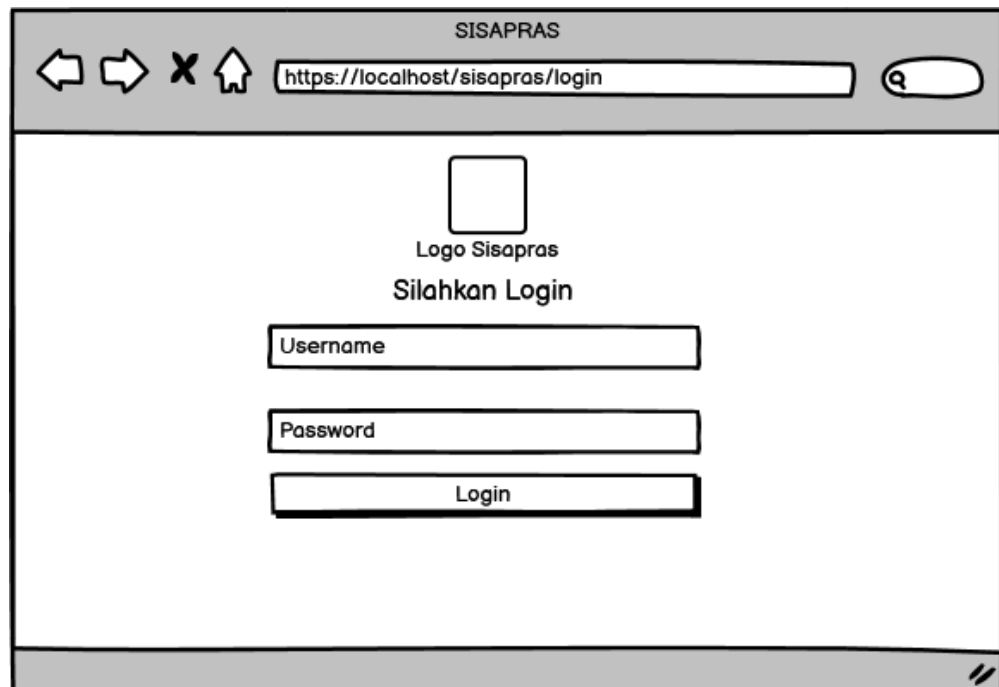 SISAPRAS
https://localhost/sisapras/login
Logo Sisapras
Silahkan Login
Username
Password
Login